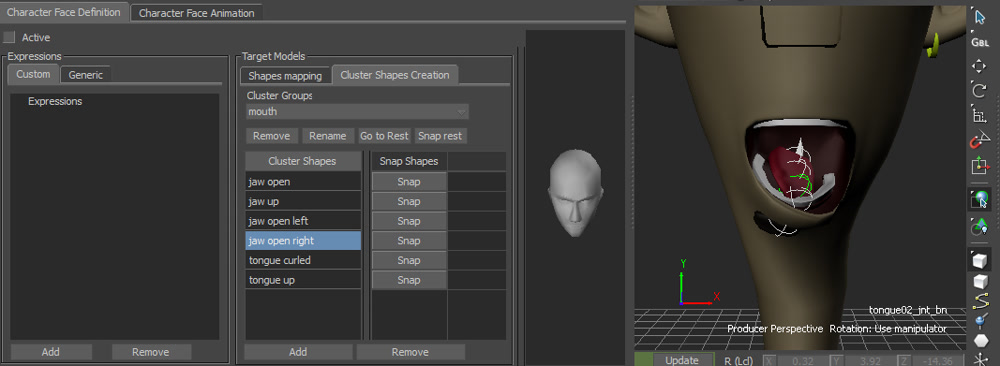 Character Face Definition Character Face Animation
Active
Expressions
Custom Generic
Expressions
Add Remove
Target Models
Shapes mapping Cluster Shapes Creation
Cluster Groups
mouth
Remove Rename Go to Rest Snap rest
Cluster Shapes Snap Shapes
jaw open Snap
jaw up Snap
jaw open left Snap
jaw open right Snap
tongue curled Snap
tongue up Snap
Add Remove
GBL
Y
X
tongue02_jnt_bn
Producer Perspective Rotation: Use manipulator
Update R (Lcl) X 0.32 Y 3.92 Z -14.36